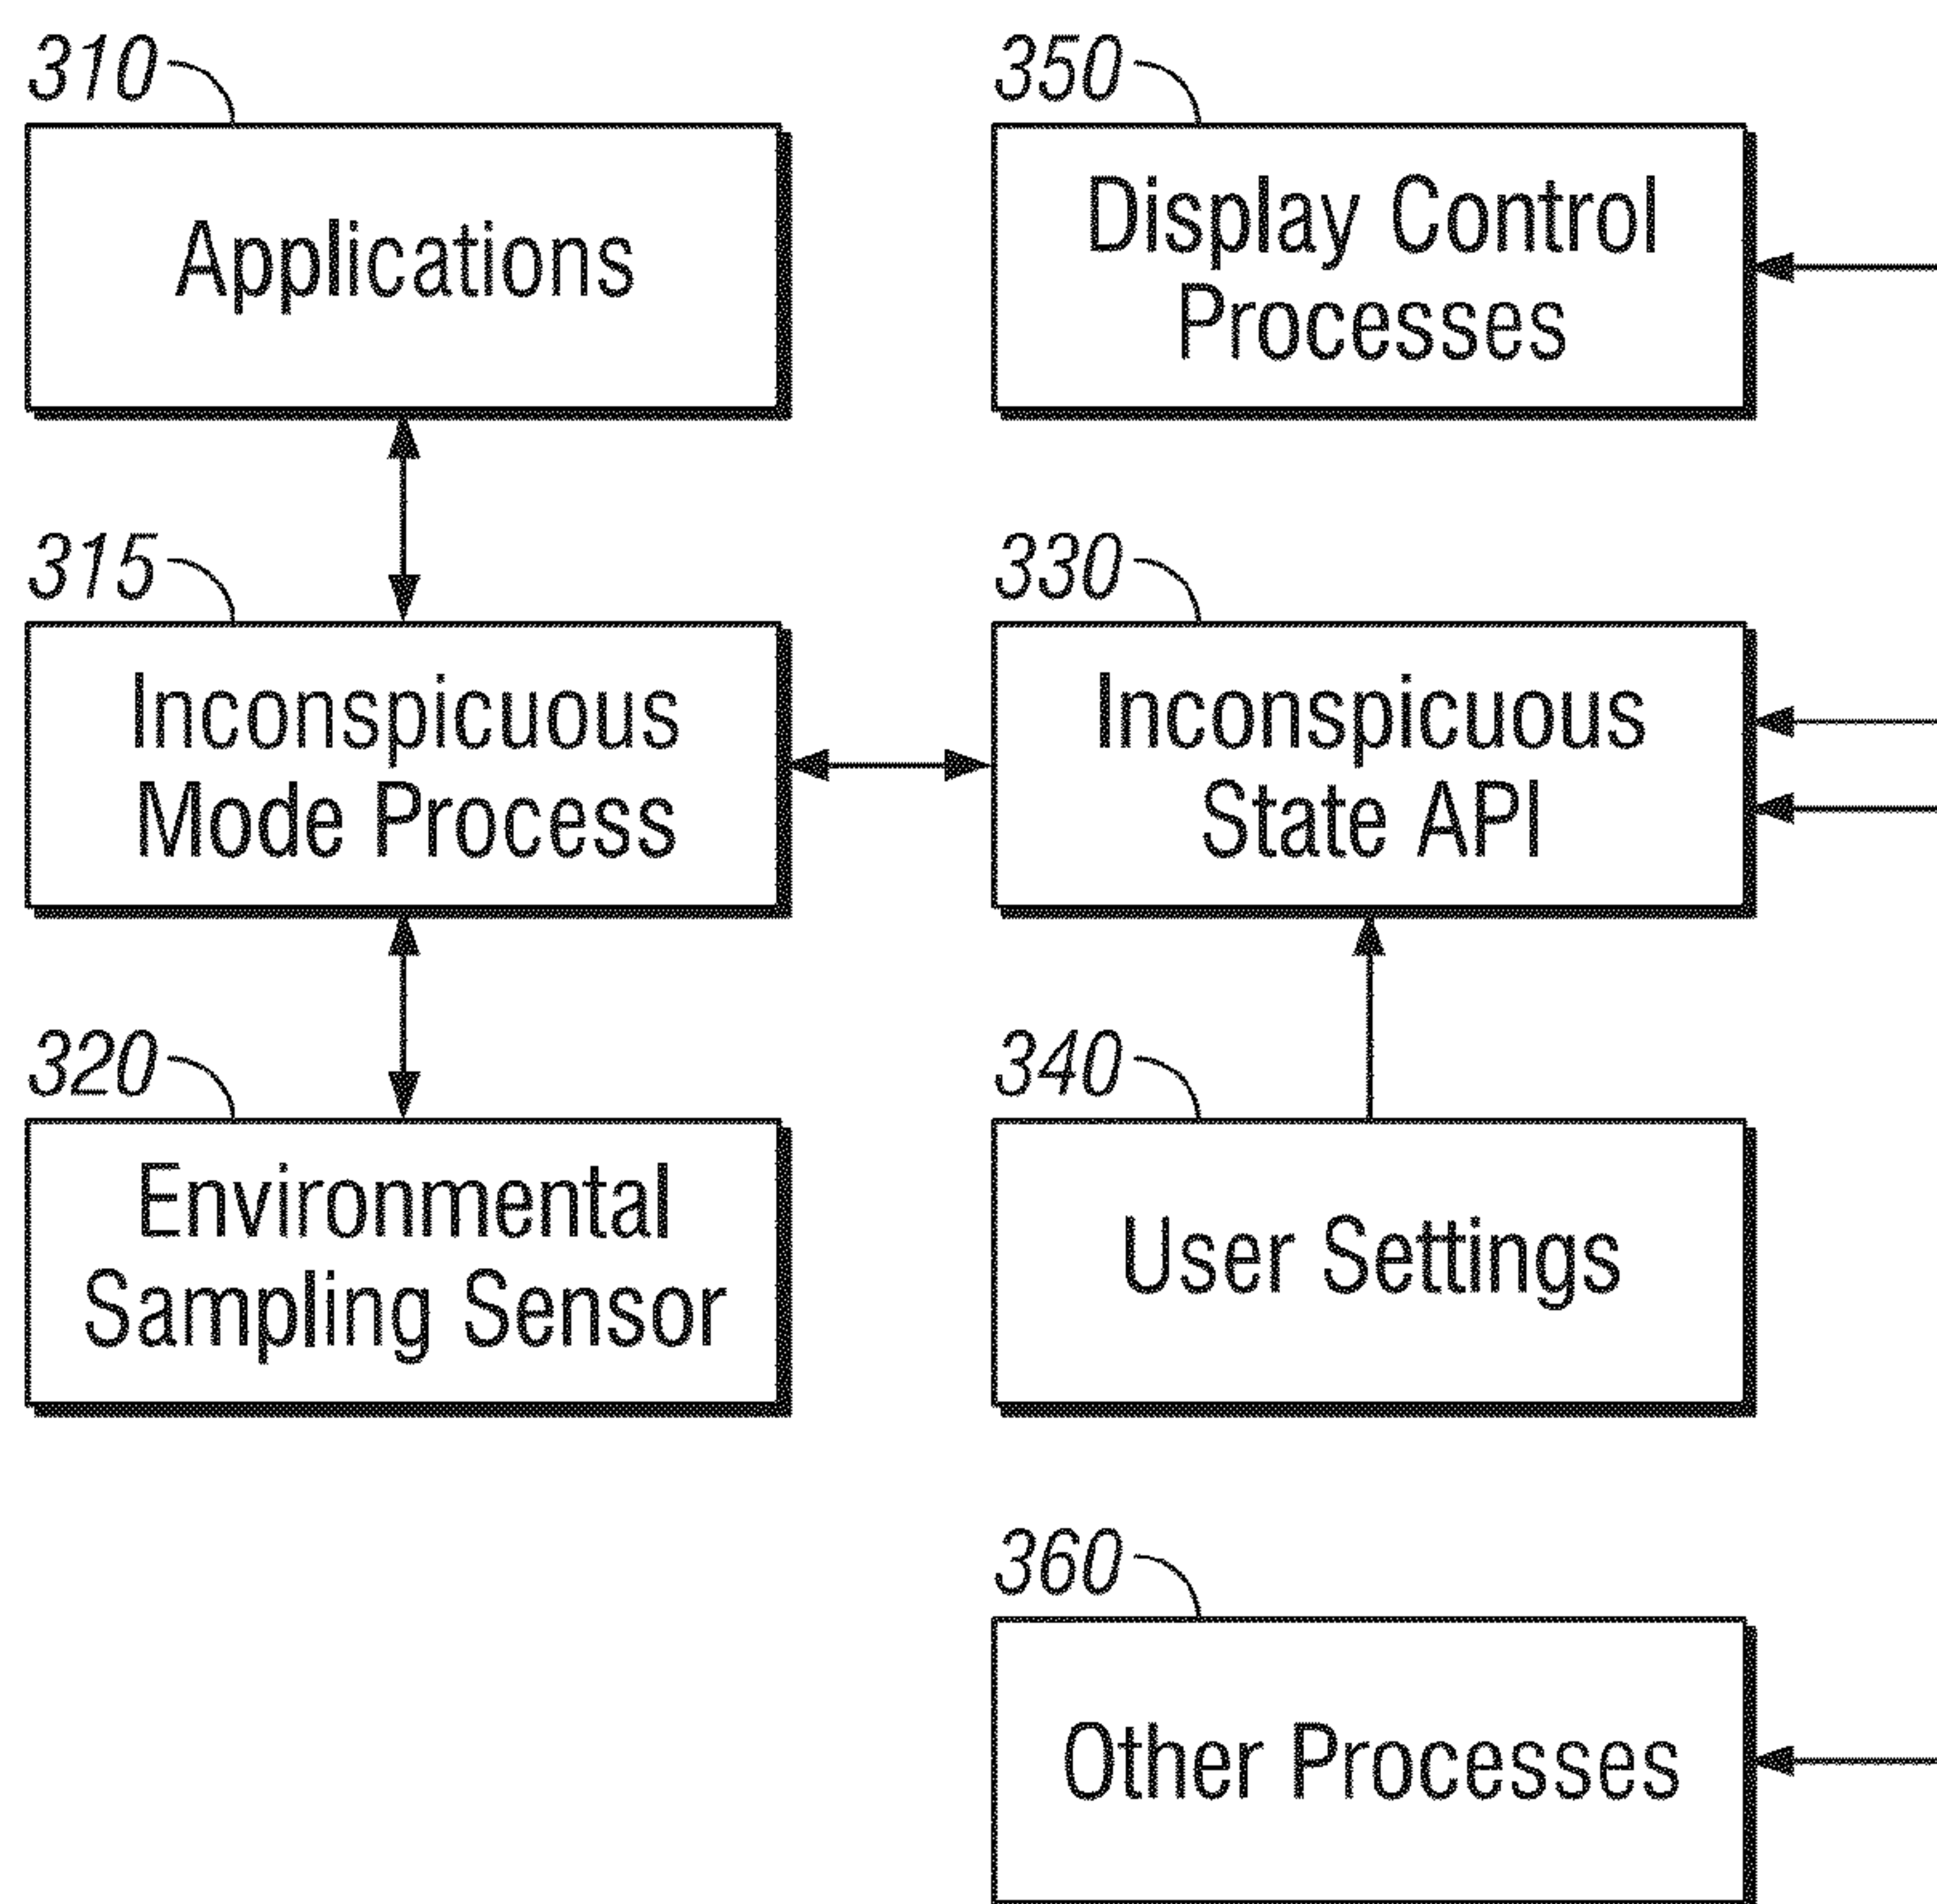 310
Applications
350
Display Control
Processes
315
Inconspicuous
Mode Process
330
Inconspicuous
State API
320
Environmental
Sampling Sensor
340
User Settings
360
Other Processes